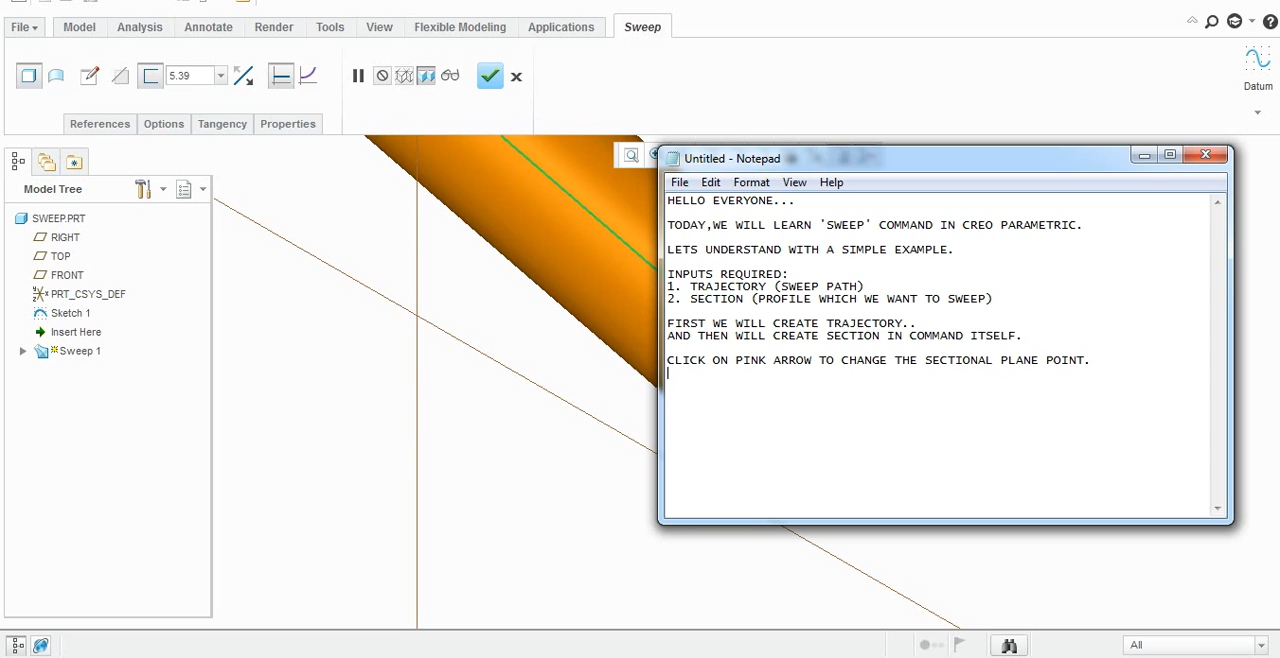 File Model Analysis Annotate Render Tools View Flexible Modeling Applications Sweep
5.39
Datum
References Options Tangency Properties
Model Tree
SWEEP.PRT
RIGHT
TOP
FRONT
PRT_CSYS_DEF
Sketch 1
Insert Here
Sweep 1
Untitled - Notepad
File Edit Format View Help
HELLO EVERYONE...
TODAY,WE WILL LEARN 'SWEEP' COMMAND IN CREO PARAMETRIC.
LETS UNDERSTAND WITH A SIMPLE EXAMPLE.
INPUTS REQUIRED:
1. TRAJECTORY (SWEEP PATH)
2. SECTION (PROFILE WHICH WE WANT TO SWEEP)
FIRST WE WILL CREATE TRAJECTORY..
AND THEN WILL CREATE SECTION IN COMMAND ITSELF.
CLICK ON PINK ARROW TO CHANGE THE SECTIONAL PLANE POINT.
All